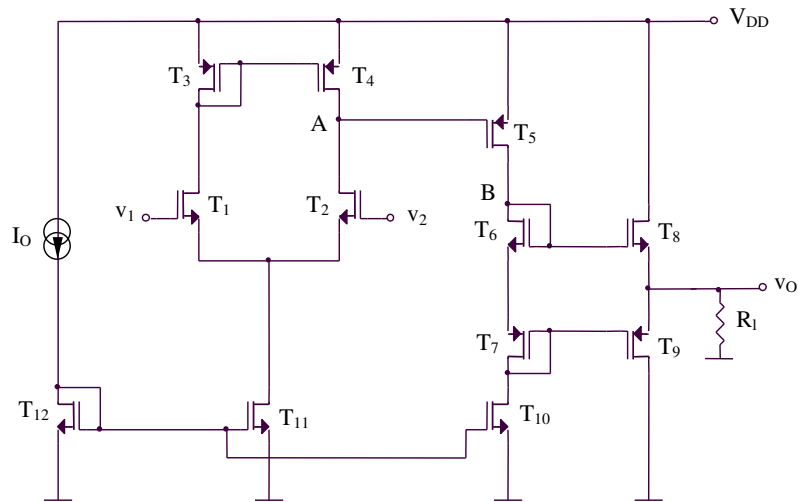 V_DD
T_3
T_4
A
T_5
B
v_1
T_1
T_2
v_2
I_O
T_6
T_8
v_O
R_l
T_7
T_9
T_12
T_11
T_10